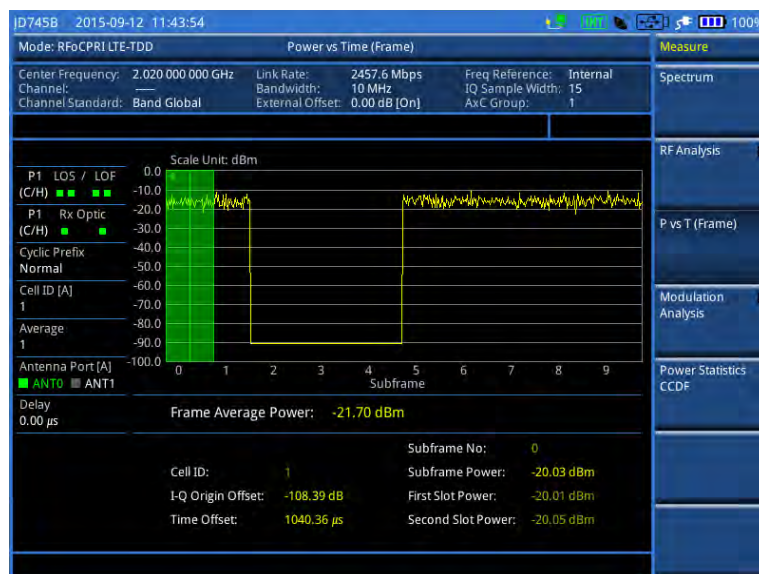 JD745B 2015-09-12 11:43:54
INT
100%
Mode: RFoCPRI LTE-TDD Power vs Time (Frame)
Measure
Center Frequency: 2.020 000 000 GHz Link Rate: 2457.6 Mbps Freq Reference: Internal
Channel: ---- Bandwidth: 10 MHz IQ Sample Width: 15
Channel Standard: Band Global External Offset: 0.00 dB [On] AxC Group: 1
Spectrum
RF Analysis
P vs T (Frame)
Modulation
Analysis
Power Statistics
CCDF
P1 LOS / LOF
(C/H)
P1 Rx Optic
(C/H)
Cyclic Prefix
Normal
Cell ID [A]
1
Average
1
Antenna Port [A]
ANT0 ANT1
Delay
0.00 µs
Scale Unit: dBm
0.0
-10.0
-20.0
-30.0
-40.0
-50.0
-60.0
-70.0
-80.0
-90.0
-100.0
0 1 2 3 4 5 6 7 8 9
Subframe
Frame Average Power: -21.70 dBm
Subframe No: 0
Cell ID: 1 Subframe Power: -20.03 dBm
I-Q Origin Offset: -108.39 dB First Slot Power: -20.01 dBm
Time Offset: 1040.36 µs Second Slot Power: -20.05 dBm